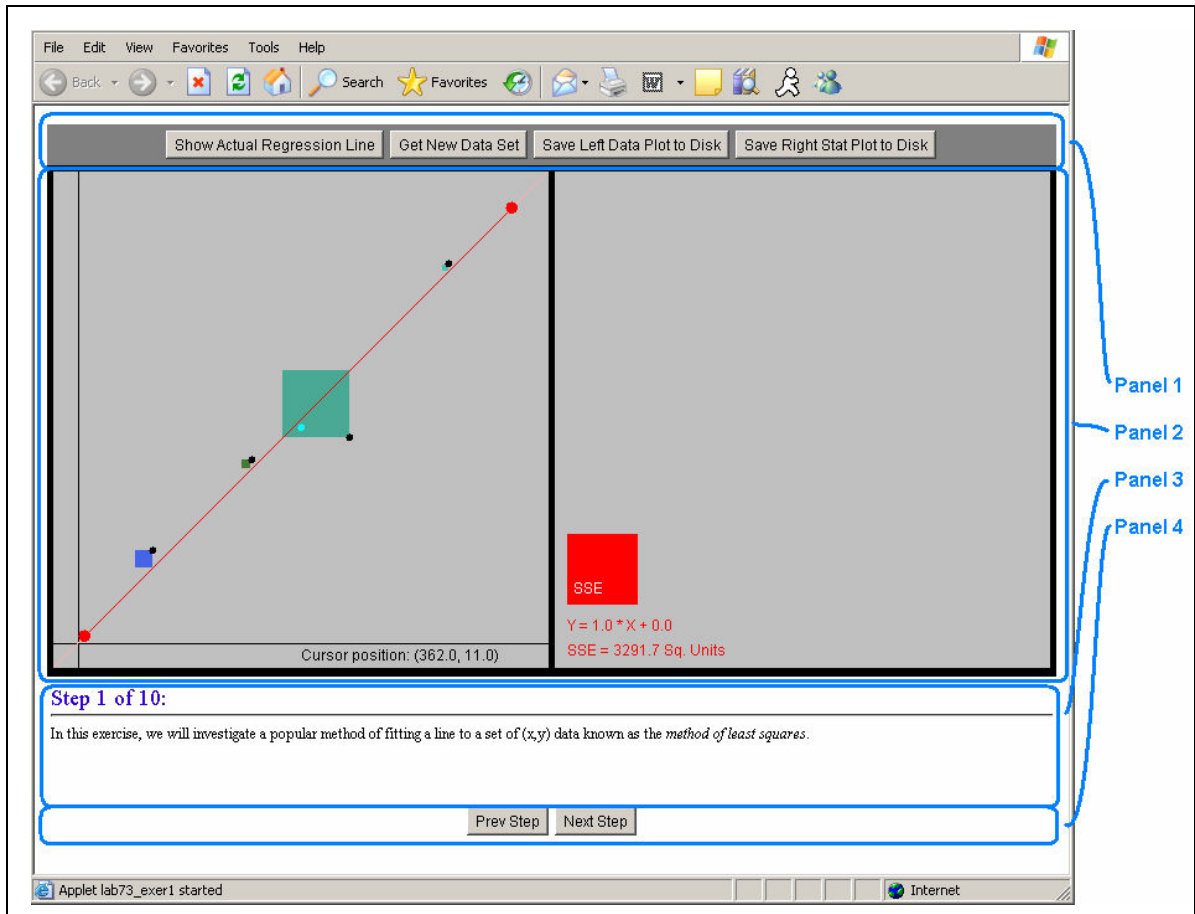 File Edit View Favorites Tools Help
Back Search Favorites
Show Actual Regression Line Get New Data Set Save Left Data Plot to Disk Save Right Stat Plot to Disk
Panel 1
Panel 2
Panel 3
Panel 4
SSE
Y = 1.0 * X + 0.0
SSE = 3291.7 Sq. Units
Cursor position: (362.0, 11.0)
Step 1 of 10:
In this exercise, we will investigate a popular method of fitting a line to a set of (x,y) data known as the method of least squares.
Prev Step Next Step
Applet lab73_exer1 started Internet